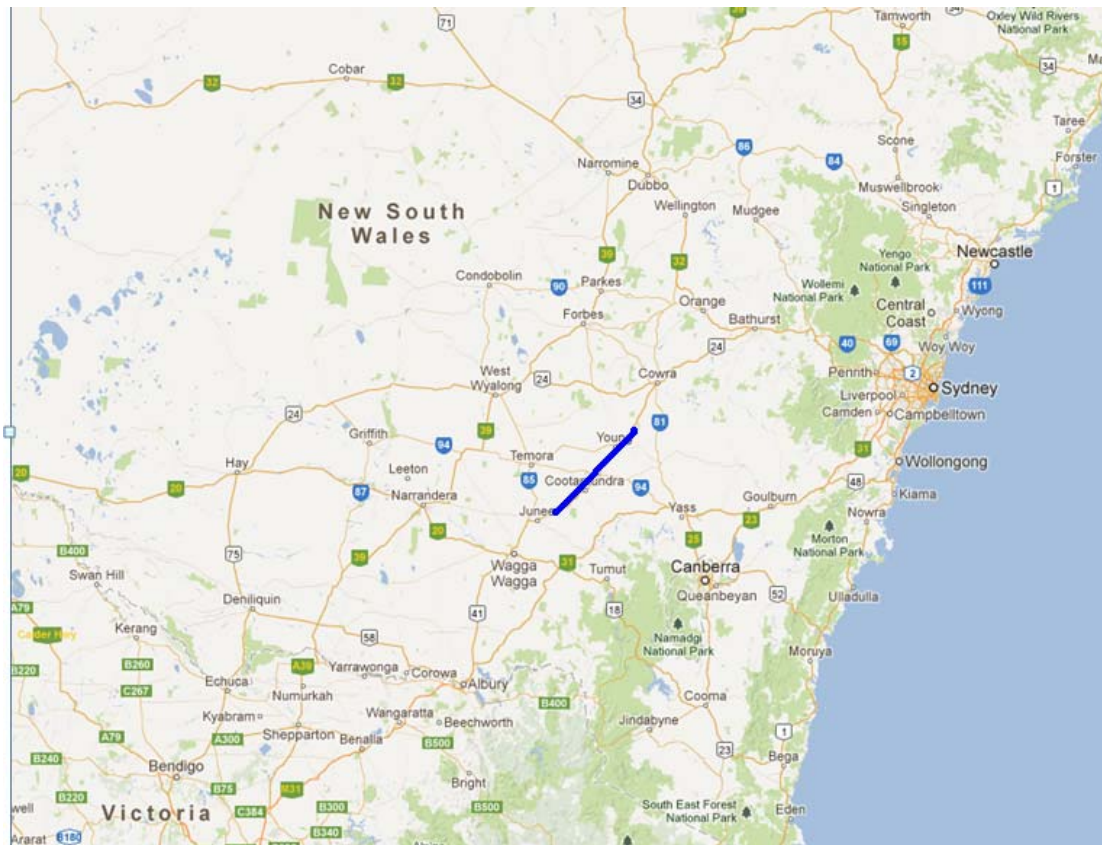 71
Tamworth
34
Oxley Wild Rivers
National Park
15
Cobar
32
32
34
34
Taree
86
84
Scone
Narromine
Dubbo
Forster
Muswellbrook
1
New South
Wales
Wellington
Mudgee
Singleton
39
32
Yengo
National Park
Newcastle
Condobolin
90
Parkes
Wollemi
National Park
111
Orange
Central
Coast
Wyong
Forbes
Bathurst
40
69
Woy Woy
24
West
Wyalong
24
Cowra
Penrith
2
Sydney
Liverpool
24
Camden
Campbelltown
81
39
Griffith
94
Young
31
Hay
Leeton
Temora
Wollongong
20
20
87
85
Cootamundra
94
48
Kiama
Narrandera
Goulburn
Junee
Yass
23
Nowra
20
25
Morton
National Park
B400
75
39
Wagga
Wagga
31
Tumut
Canberra
Swan Hill
Queanbeyan
52
Ulladulla
Deniliquin
41
18
A79
Calder Hwy
Kerang
58
Namadgi
National Park
B220
B260
A39
Yarrawonga
Corowa
Moruya
Echuca
C267
Numurkah
Albury
Cooma
B400
Kyabram
Wangaratta
Beechworth
Jindabyne
Shepparton
A79
A300
Benalla
B500
1
B240
23
Bega
Bendigo
B75
M31
Bright
B220
C384
B300
B500
South East Forest
National Park
Eden
well
Victoria
B340
Ararat
B180